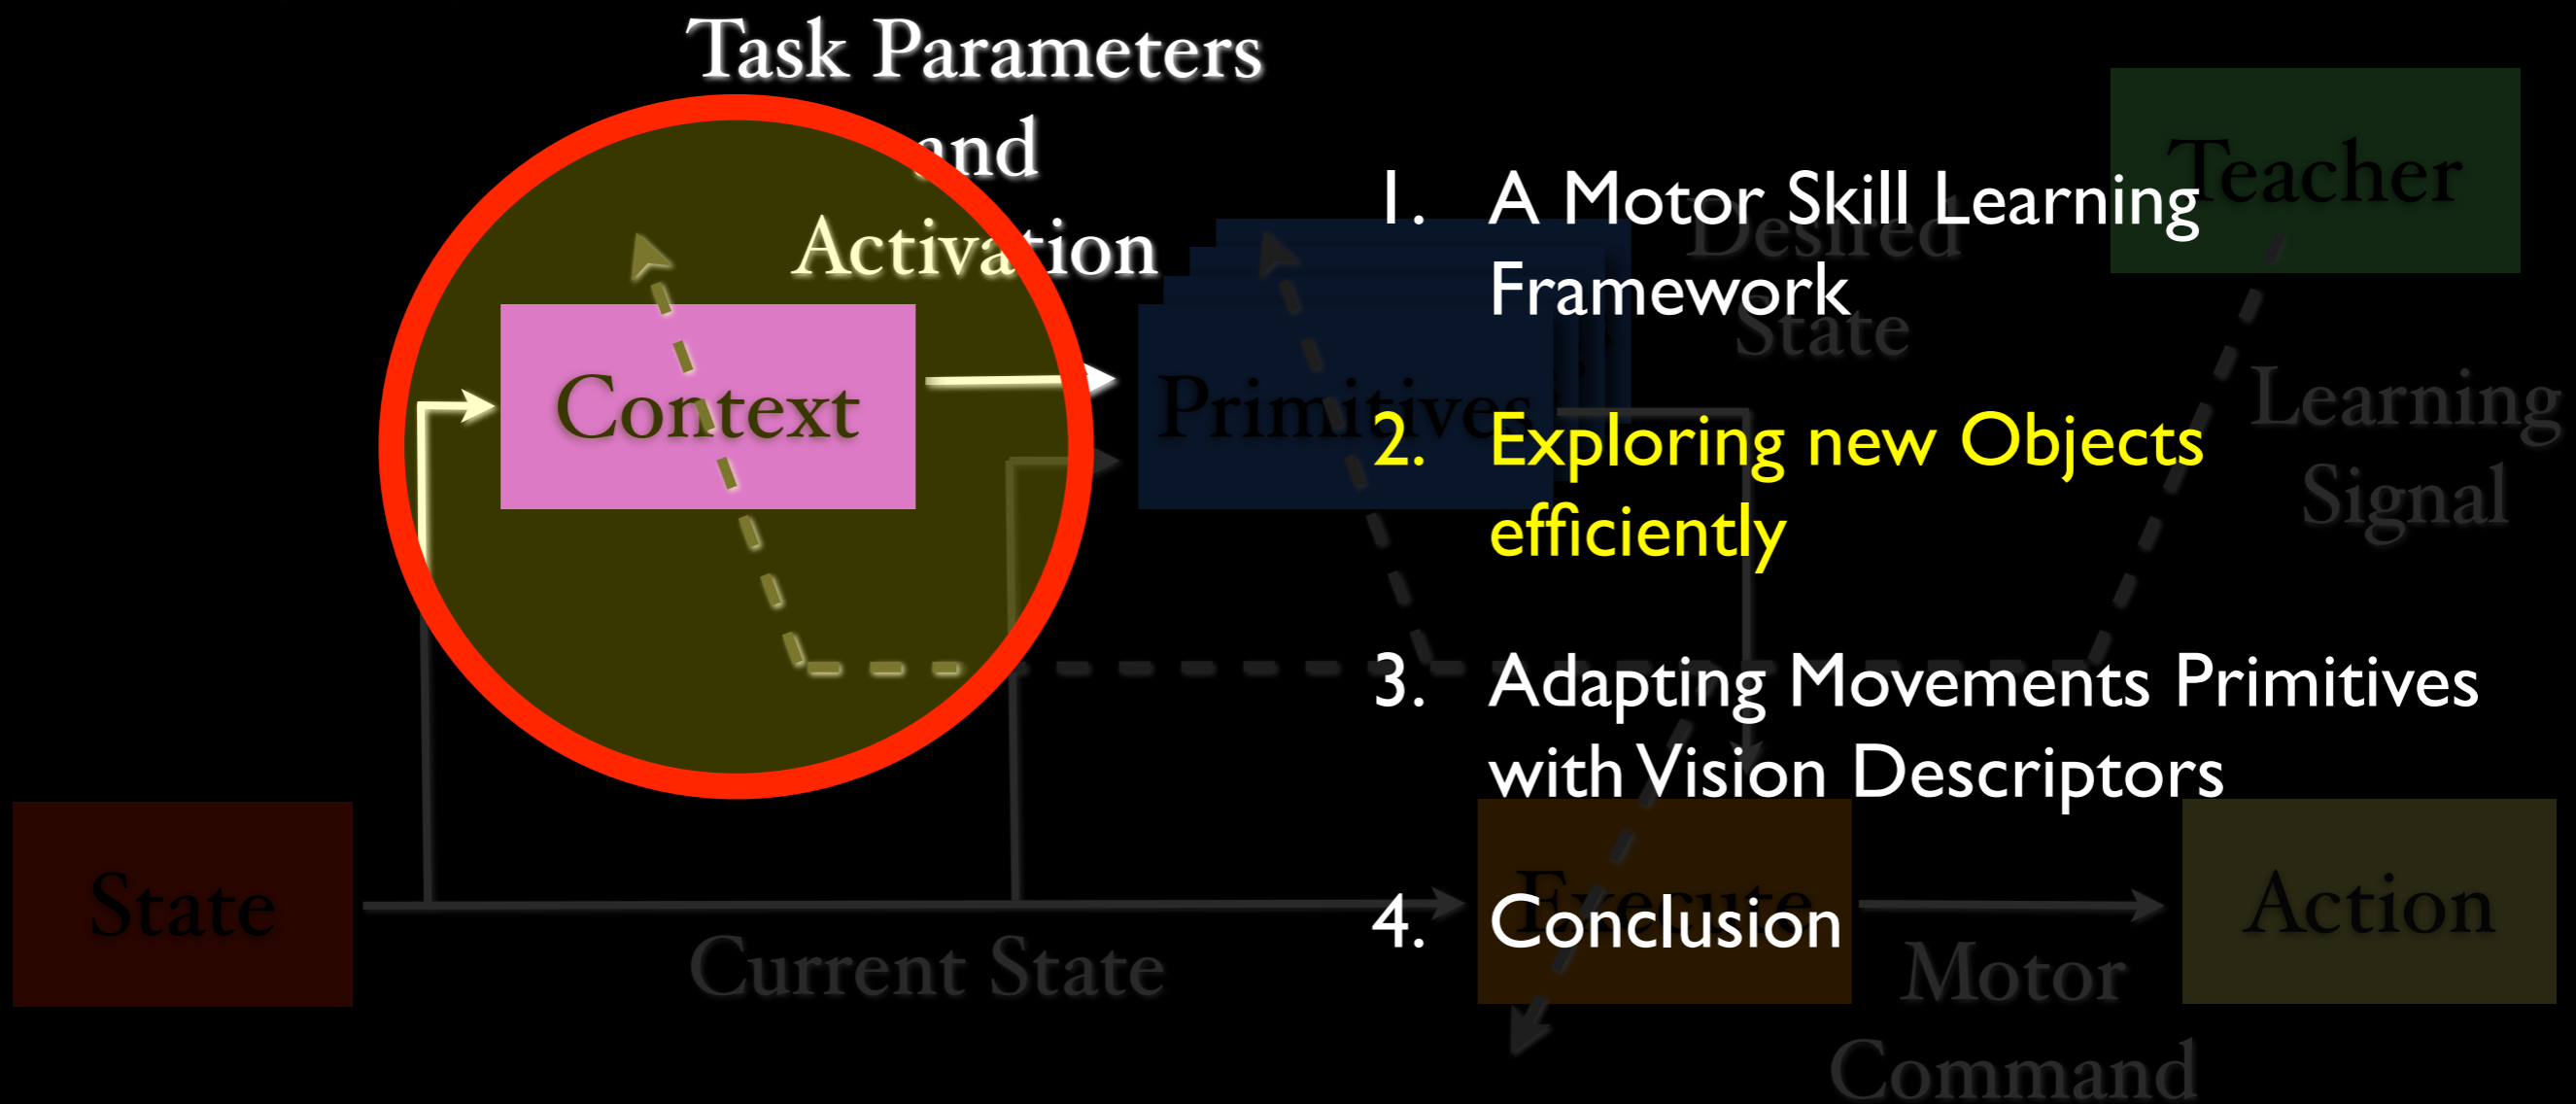 Task Parameters
and
Activation
Context
Primitives
Desired
State
Teacher
Learning
Signal
State
Current State
Execute
Motor
Command
Action
1. A Motor Skill Learning
Framework
2. Exploring new Objects
efficiently
3. Adapting Movements Primitives
with Vision Descriptors
4. Conclusion